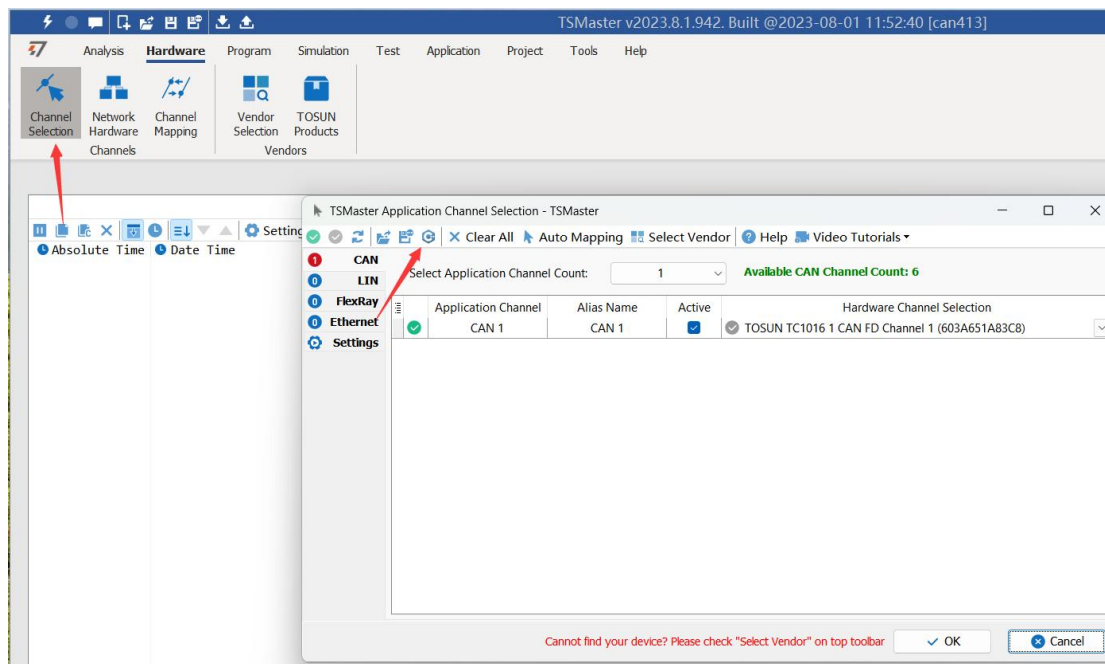 TSMaster v2023.8.1.942. Built @2023-08-01 11:52:40 [can413]
Analysis Hardware Program Simulation Test Application Project Tools Help
Channel Selection Network Hardware Channel Mapping Vendor Selection TOSUN Products
Channels Vendors
Setting
Absolute Time Date Time
TSMaster Application Channel Selection - TSMaster
Clear All Auto Mapping Select Vendor Help Video Tutorials
1 CAN
0 LIN
0 FlexRay
0 Ethernet
Settings
Select Application Channel Count: 1 Available CAN Channel Count: 6
Application Channel Alias Name Active Hardware Channel Selection
CAN 1 CAN 1 TOSUN TC1016 1 CAN FD Channel 1 (603A651A83C8)
Cannot find your device? Please check "Select Vendor" on top toolbar OK Cancel